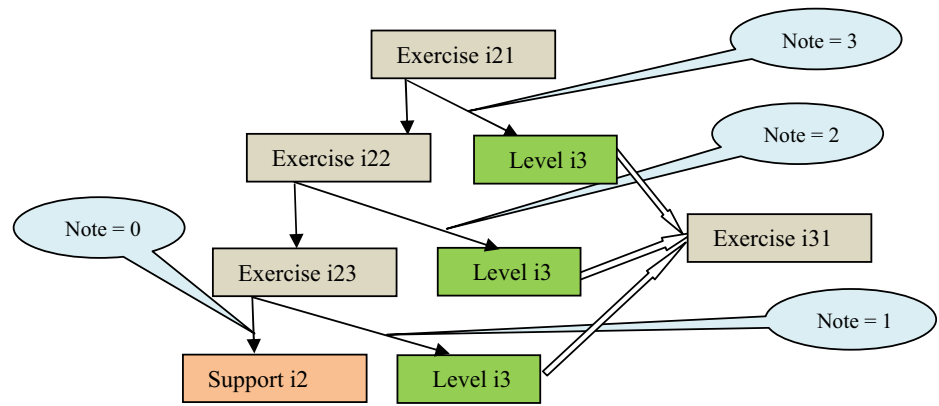 Exercise i21
Note = 3
Exercise i22
Level i3
Note = 2
Note = 0
Exercise i31
Exercise i23
Level i3
Note = 1
Support i2
Level i3